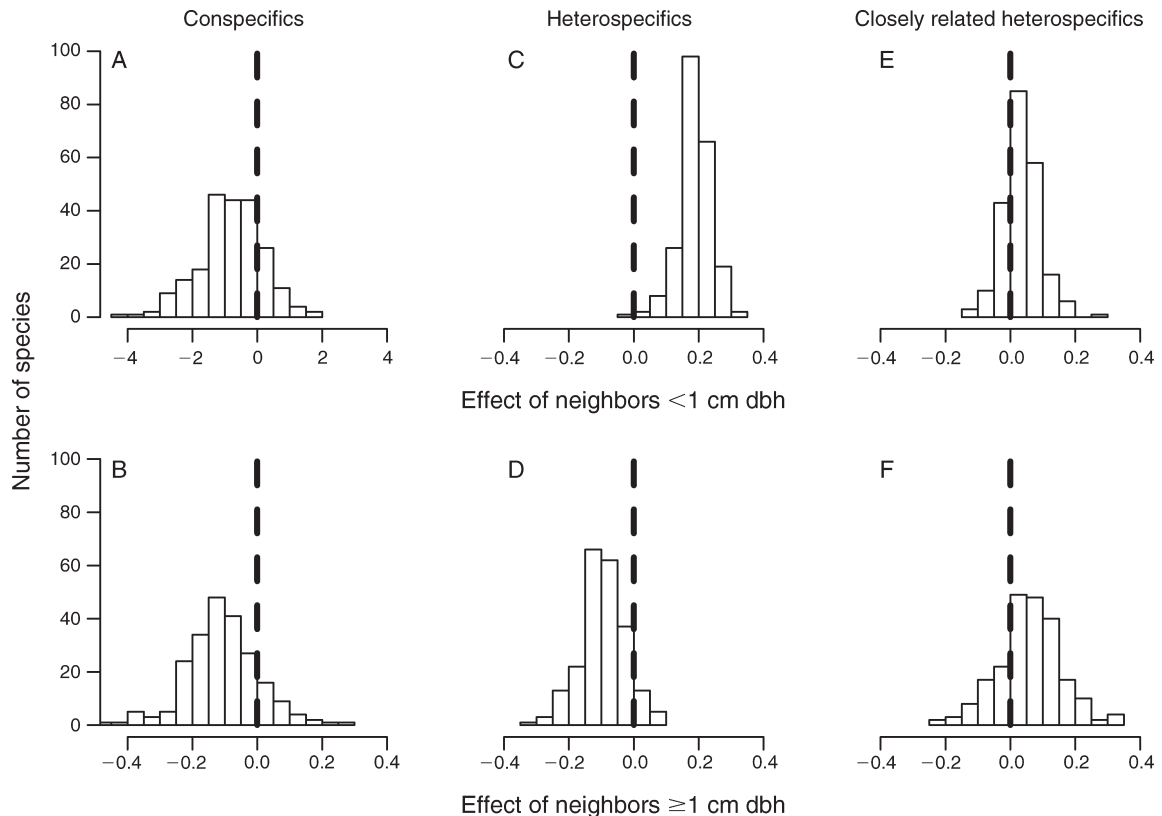 Conspecifics Heterospecifics Closely related heterospecifics
A C E
100
80
60
40
20
0
−4 −2 0 2 4
−0.4 −0.2 0.0 0.2 0.4
−0.4 −0.2 0.0 0.2 0.4
Effect of neighbors <1 cm dbh
Number of species
B D F
100
80
60
40
20
0
−0.4 −0.2 0.0 0.2 0.4
−0.4 −0.2 0.0 0.2 0.4
−0.4 −0.2 0.0 0.2 0.4
Effect of neighbors ≥1 cm dbh